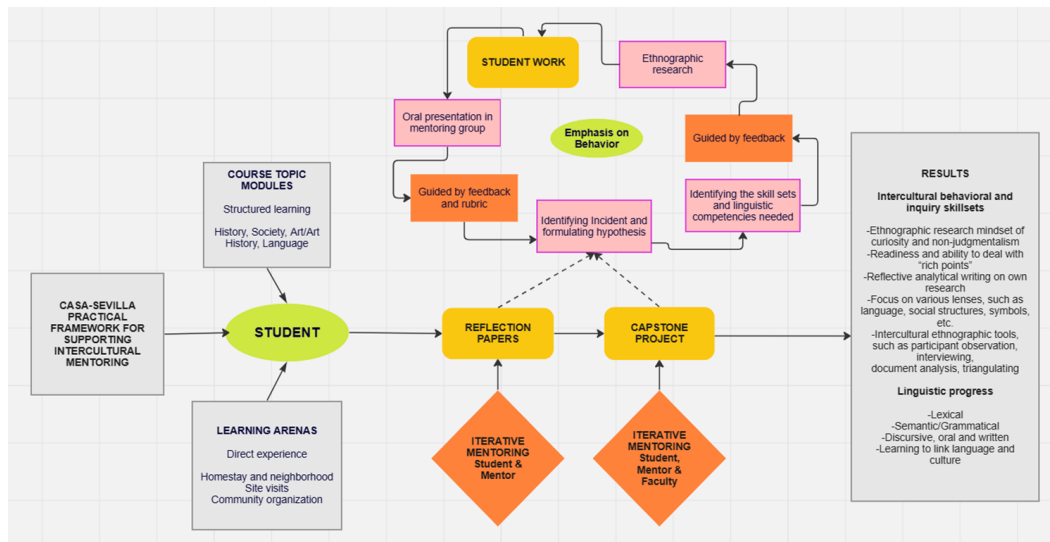 STUDENT WORK
Ethnographic
research
Oral presentation in
mentoring group
Emphasis on
Behavior
Guided by feedback
Guided by feedback
and rubric
Identifying Incident and
formulating hypothesis
Identifying the skill sets
and linguistic
competencies needed
COURSE TOPIC
MODULES
Structured learning
History, Society, Art/Art
History, Language
CASA-SEVILLA
PRACTICAL
FRAMEWORK FOR
SUPPORTING
INTERCULTURAL
MENTORING
STUDENT
REFLECTION
PAPERS
CAPSTONE
PROJECT
LEARNING ARENAS
Direct experience
Homestay and neighborhood
Site visits
Community organization
ITERATIVE
MENTORING
Student &
Mentor
ITERATIVE
MENTORING
Student,
Mentor &
Faculty
RESULTS
Intercultural behavioral and
inquiry skillsets
-Ethnographic research mindset of
curiosity and non-judgmentalism
-Readiness and ability to deal with
“rich points”
-Reflective analytical writing on own
research
-Focus on various lenses, such as
language, social structures, symbols,
etc.
-Intercultural ethnographic tools,
such as participant observation,
interviewing,
document analysis, triangulating
Linguistic progress
-Lexical
-Semantic/Grammatical
-Discursive, oral and written
-Learning to link language and
culture